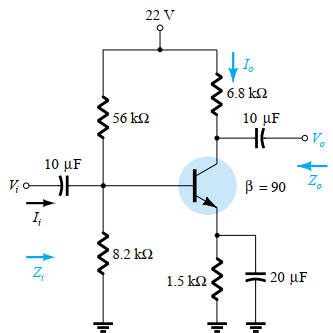 22 V
I_o
6.8 kΩ
56 kΩ
10 μF
V_o
10 μF
Z_o
V_i
β = 90
I_i
8.2 kΩ
Z_i
1.5 kΩ
20 μF